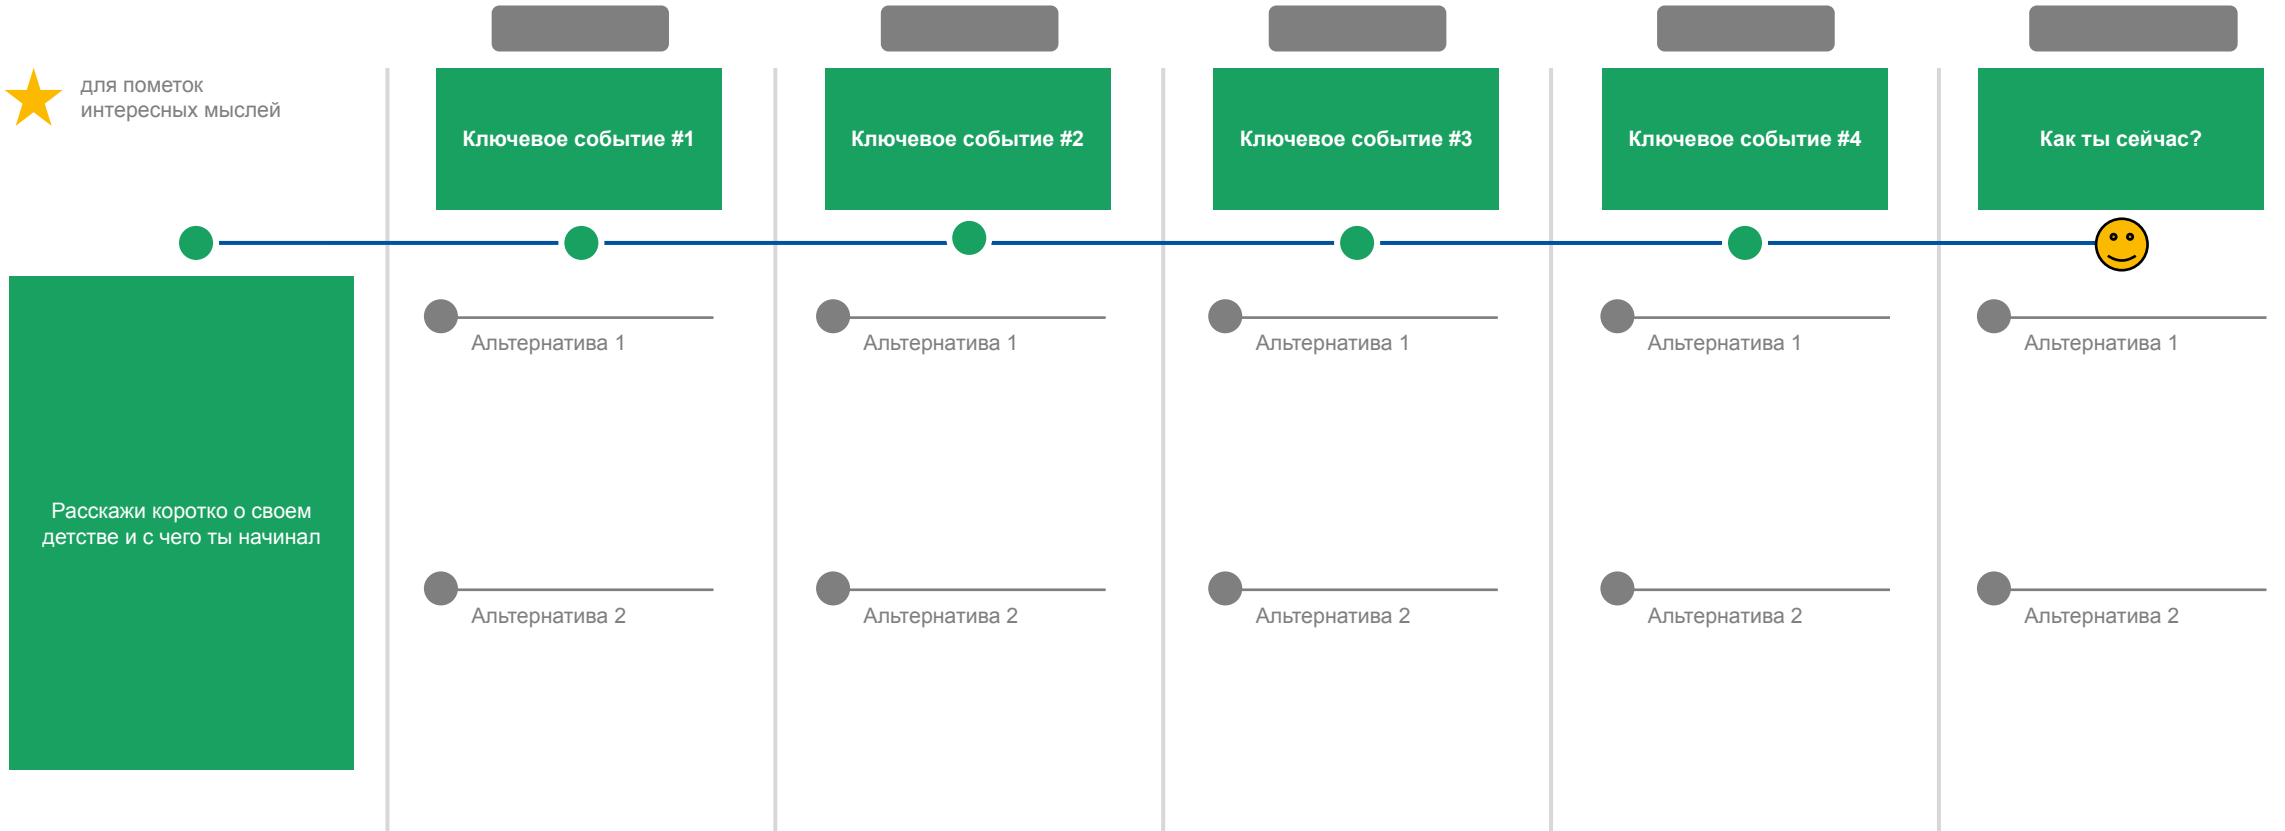 для пометок
интересных мыслей
Ключевое событие #1
Ключевое событие #2
Ключевое событие #3
Ключевое событие #4
Как ты сейчас?
Расскажи коротко о своем
детстве и с чего ты начинал
Альтернатива 1
Альтернатива 1
Альтернатива 1
Альтернатива 1
Альтернатива 1
Альтернатива 2
Альтернатива 2
Альтернатива 2
Альтернатива 2
Альтернатива 2